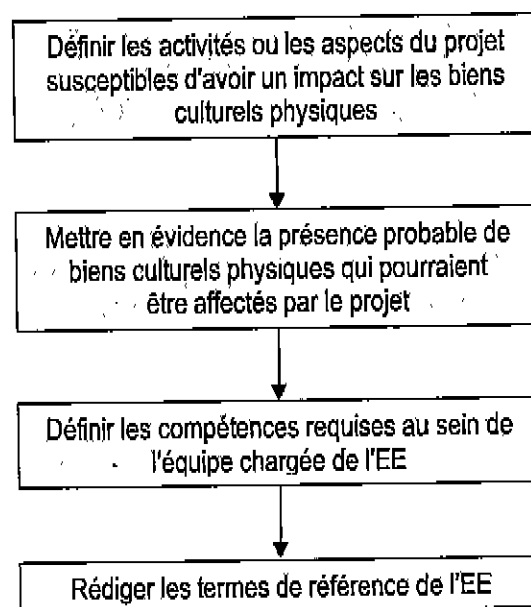 Définir les activités ou les aspects du projet
susceptibles d'avoir un impact sur les biens
culturels physiques
Mettre en évidence la présence probable de
biens culturels physiques qui pourraient
être affectés par le projet
Définir les compétences requises au sein de
l'équipe chargée de l'EE
Rédiger les termes de référence de l'EE